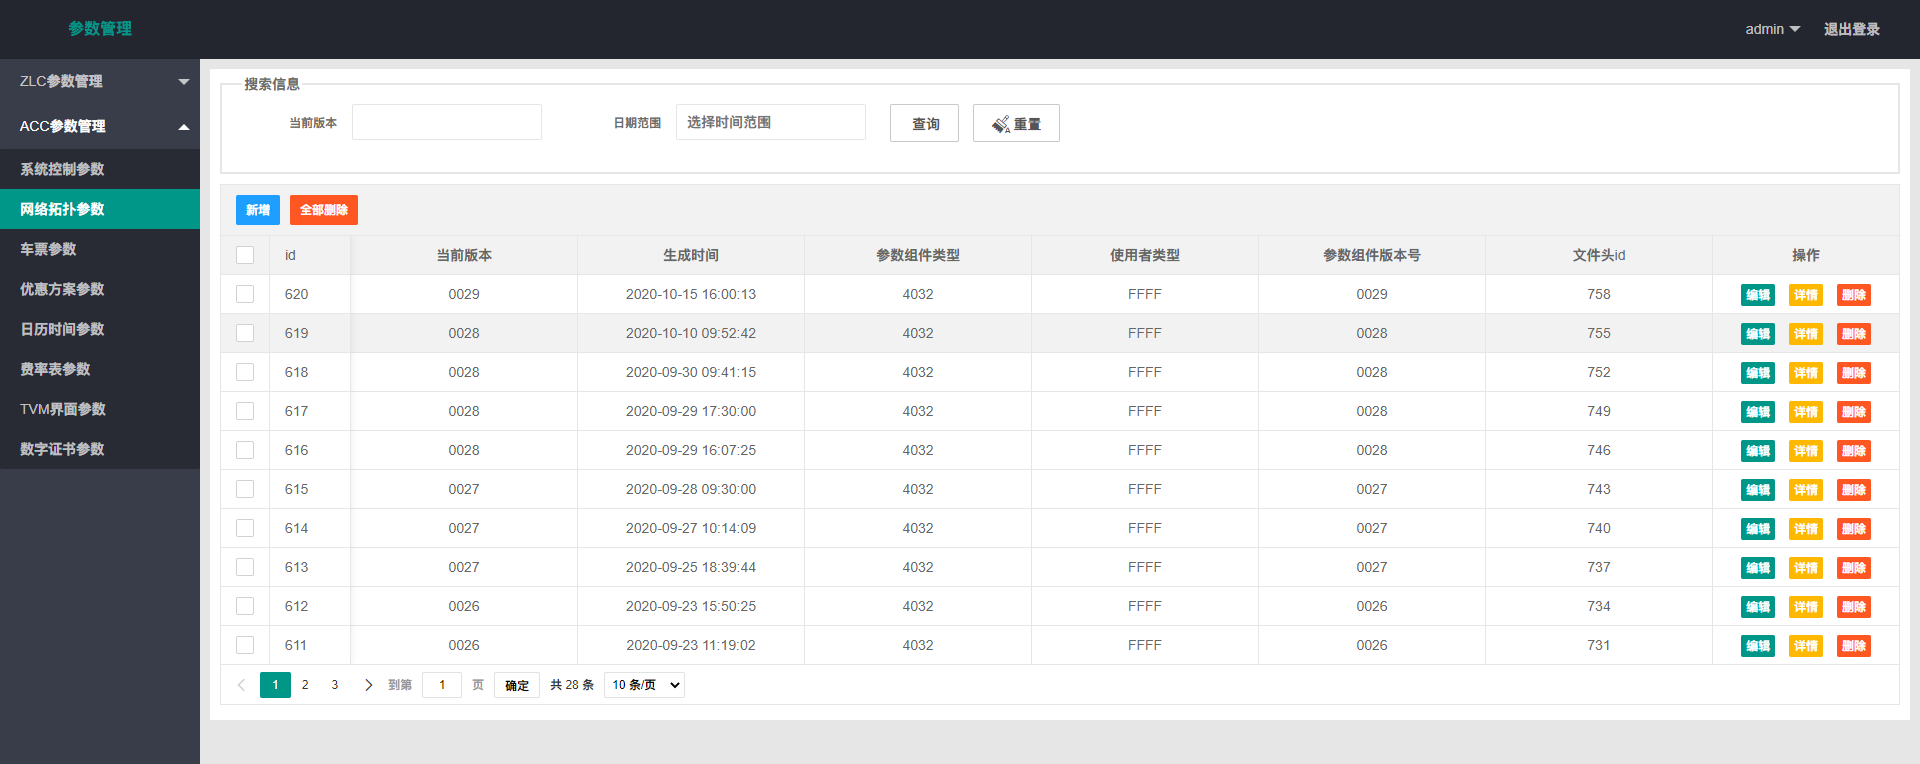 参数管理
admin 退出登录
ZLC参数管理
ACC参数管理
系统控制参数
网络拓扑参数
车票参数
优惠方案参数
日历时间参数
费率表参数
TVM界面参数
数字证书参数
搜索信息
当前版本 日期范围 选择时间范围 查询 重置
新增 全部删除
id 当前版本 生成时间 参数组件类型 使用者类型 参数组件版本号 文件头id 操作
620 0029 2020-10-15 16:00:13 4032 FFFF 0029 758 编辑 详情 删除
619 0028 2020-10-10 09:52:42 4032 FFFF 0028 755 编辑 详情 删除
618 0028 2020-09-30 09:41:15 4032 FFFF 0028 752 编辑 详情 删除
617 0028 2020-09-29 17:30:00 4032 FFFF 0028 749 编辑 详情 删除
616 0028 2020-09-29 16:07:25 4032 FFFF 0028 746 编辑 详情 删除
615 0027 2020-09-28 09:30:00 4032 FFFF 0027 743 编辑 详情 删除
614 0027 2020-09-27 10:14:09 4032 FFFF 0027 740 编辑 详情 删除
613 0027 2020-09-25 18:39:44 4032 FFFF 0027 737 编辑 详情 删除
612 0026 2020-09-23 15:50:25 4032 FFFF 0026 734 编辑 详情 删除
611 0026 2020-09-23 11:19:02 4032 FFFF 0026 731 编辑 详情 删除
1 2 3 到第 1 页 确定 共 28 条 10 条/页